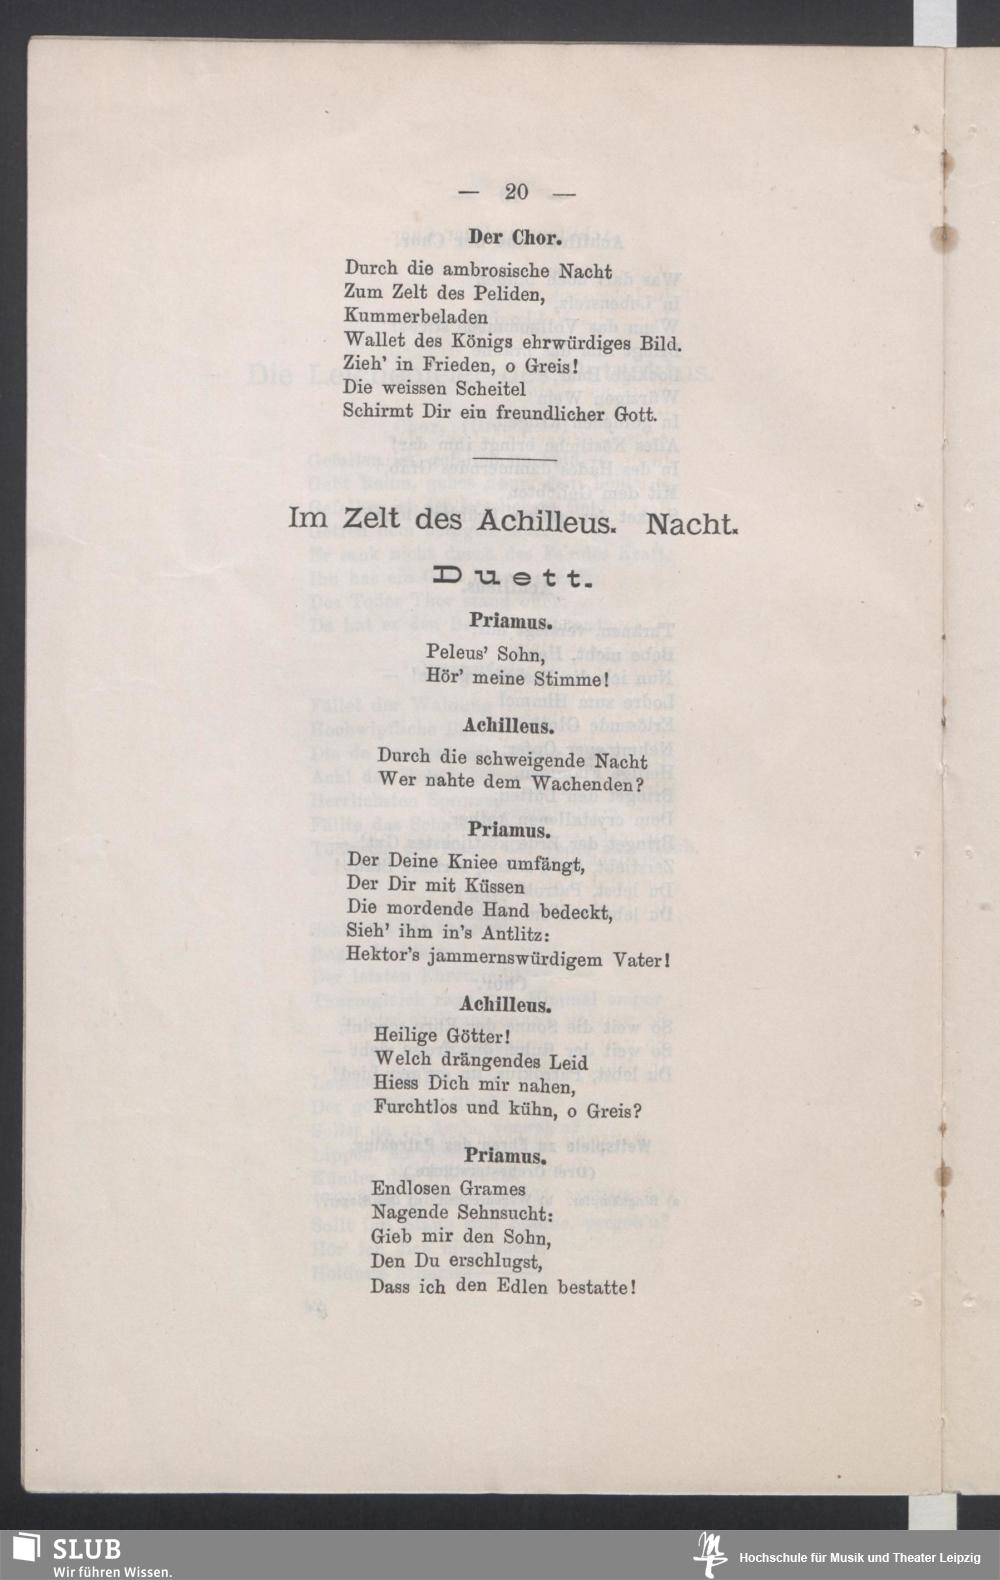 — 20 —
Der Chor.
Durch die ambrosische Nacht
Zum Zelt des Peliden,
Kummerbeladen
Wallet des Königs ehrwürdiges Bild.
Zieh' in Frieden, o Greis!
Die weissen Scheitel
Schirmt Dir ein freundlicher Gott.
Im Zelt des Achilleus. Nacht.
Duett.
Priamus.
Peleus' Sohn,
Hör' meine Stimme!
Achilleus.
Durch die schweigende Nacht
Wer nahte dem Wachenden?
Priamus.
Der Deine Kniee umfängt,
Der Dir mit Küssen
Die mordende Hand bedeckt,
Sieh' ihm in's Antlitz:
Hektor's jammernswürdigem Vater!
Achilleus.
Heilige Götter!
Welch drängendes Leid
Hiess Dich mir nahen,
Furchtlos und kühn, o Greis?
Priamus.
Endlosen Grames
Nagende Sehnsucht:
Gieb mir den Sohn,
Den Du erschlugst,
Dass ich den Edlen bestatte!
SLUB
Wir führen Wissen.
Hochschule für Musik und Theater Leipzig